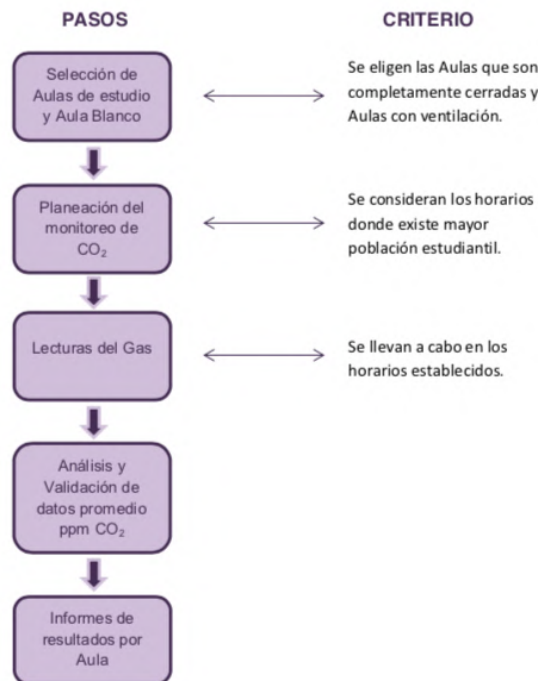 PASOS
CRITERIO
Selección de
Aulas de estudio
y Aula Blanco
Se eligen las Aulas que son
completamente cerradas y
Aulas con ventilación.
Planeación del
monitoreo de
CO₂
Se consideran los horarios
donde existe mayor
población estudiantil.
Lecturas del Gas
Se llevan a cabo en los
horarios establecidos.
Análisis y
Validación de
datos promedio
ppm CO₂
Informes de
resultados por
Aula